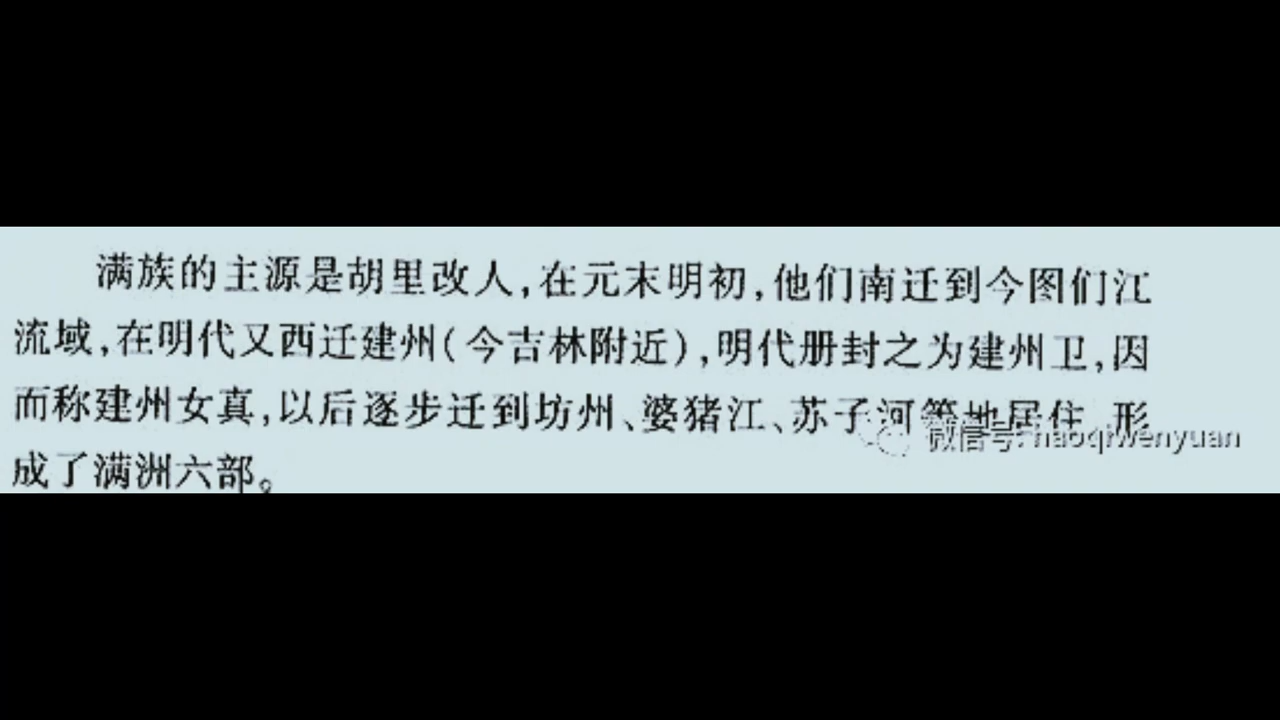 满族的主源是胡里改人,在元末明初,他们南迁到今图们江
流域,在明代又西迁建州(今吉林附近),明代册封之为建州卫,因
而称建州女真,以后逐步迁到坊州、婆猪江、苏子河等地居住 形
成了满洲六部。
微信号: haoqiwenyuan